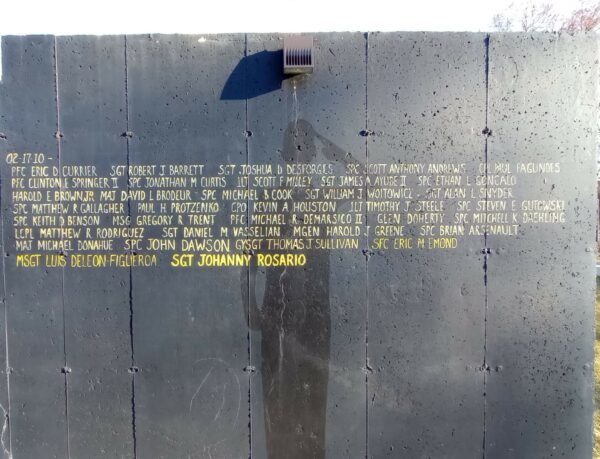 02·17·10 -
PFC ERIC D CURRIER SGT ROBERT J. BARRETT SGT JOSHUA D DESFORGES SPC SCOTT ANTHONY ANDREWS CPL PAUL FAGUNDES
PFC CLINTON E SPRINGER II SPC JONATHAN M CURTIS 1LT SCOTT F MILLEY SGT JAMES A AYUBE II SPC ETHAN L GONCALO
HAROLD E BROWN JR MAJ DAVID L BRODEUR SPC MICHAEL B COOK SGT WILLIAM J WOITOWICZ SGT ALAN L SNYDER
SPC MATTHEW R GALLAGHER PAUL W PROTZENKO CPO KEVIN A HOUSTON 1LT TIMOTHY J STEELE SPC STEVEN E GUTOWSKI
SPC KEITH D BENSON MSG GREGORY R TRENT PFC MICHAEL R DEMARSICO II GLEN DOHERTY SPC MITCHELL K DAEHLING
LCPL MATTHEW R RODRIGUEZ SGT DANIEL M VASSELIAN MGEN HAROLD J GREENE SPC BRIAN ARSENAULT
MAJ MICHAEL DONAHUE SPC JOHN DAWSON GYSGT THOMAS J SULLIVAN SFC ERIC M EMOND
MSGT LUIS DELEON-FIGUEROA SGT JOHANNY ROSARIO